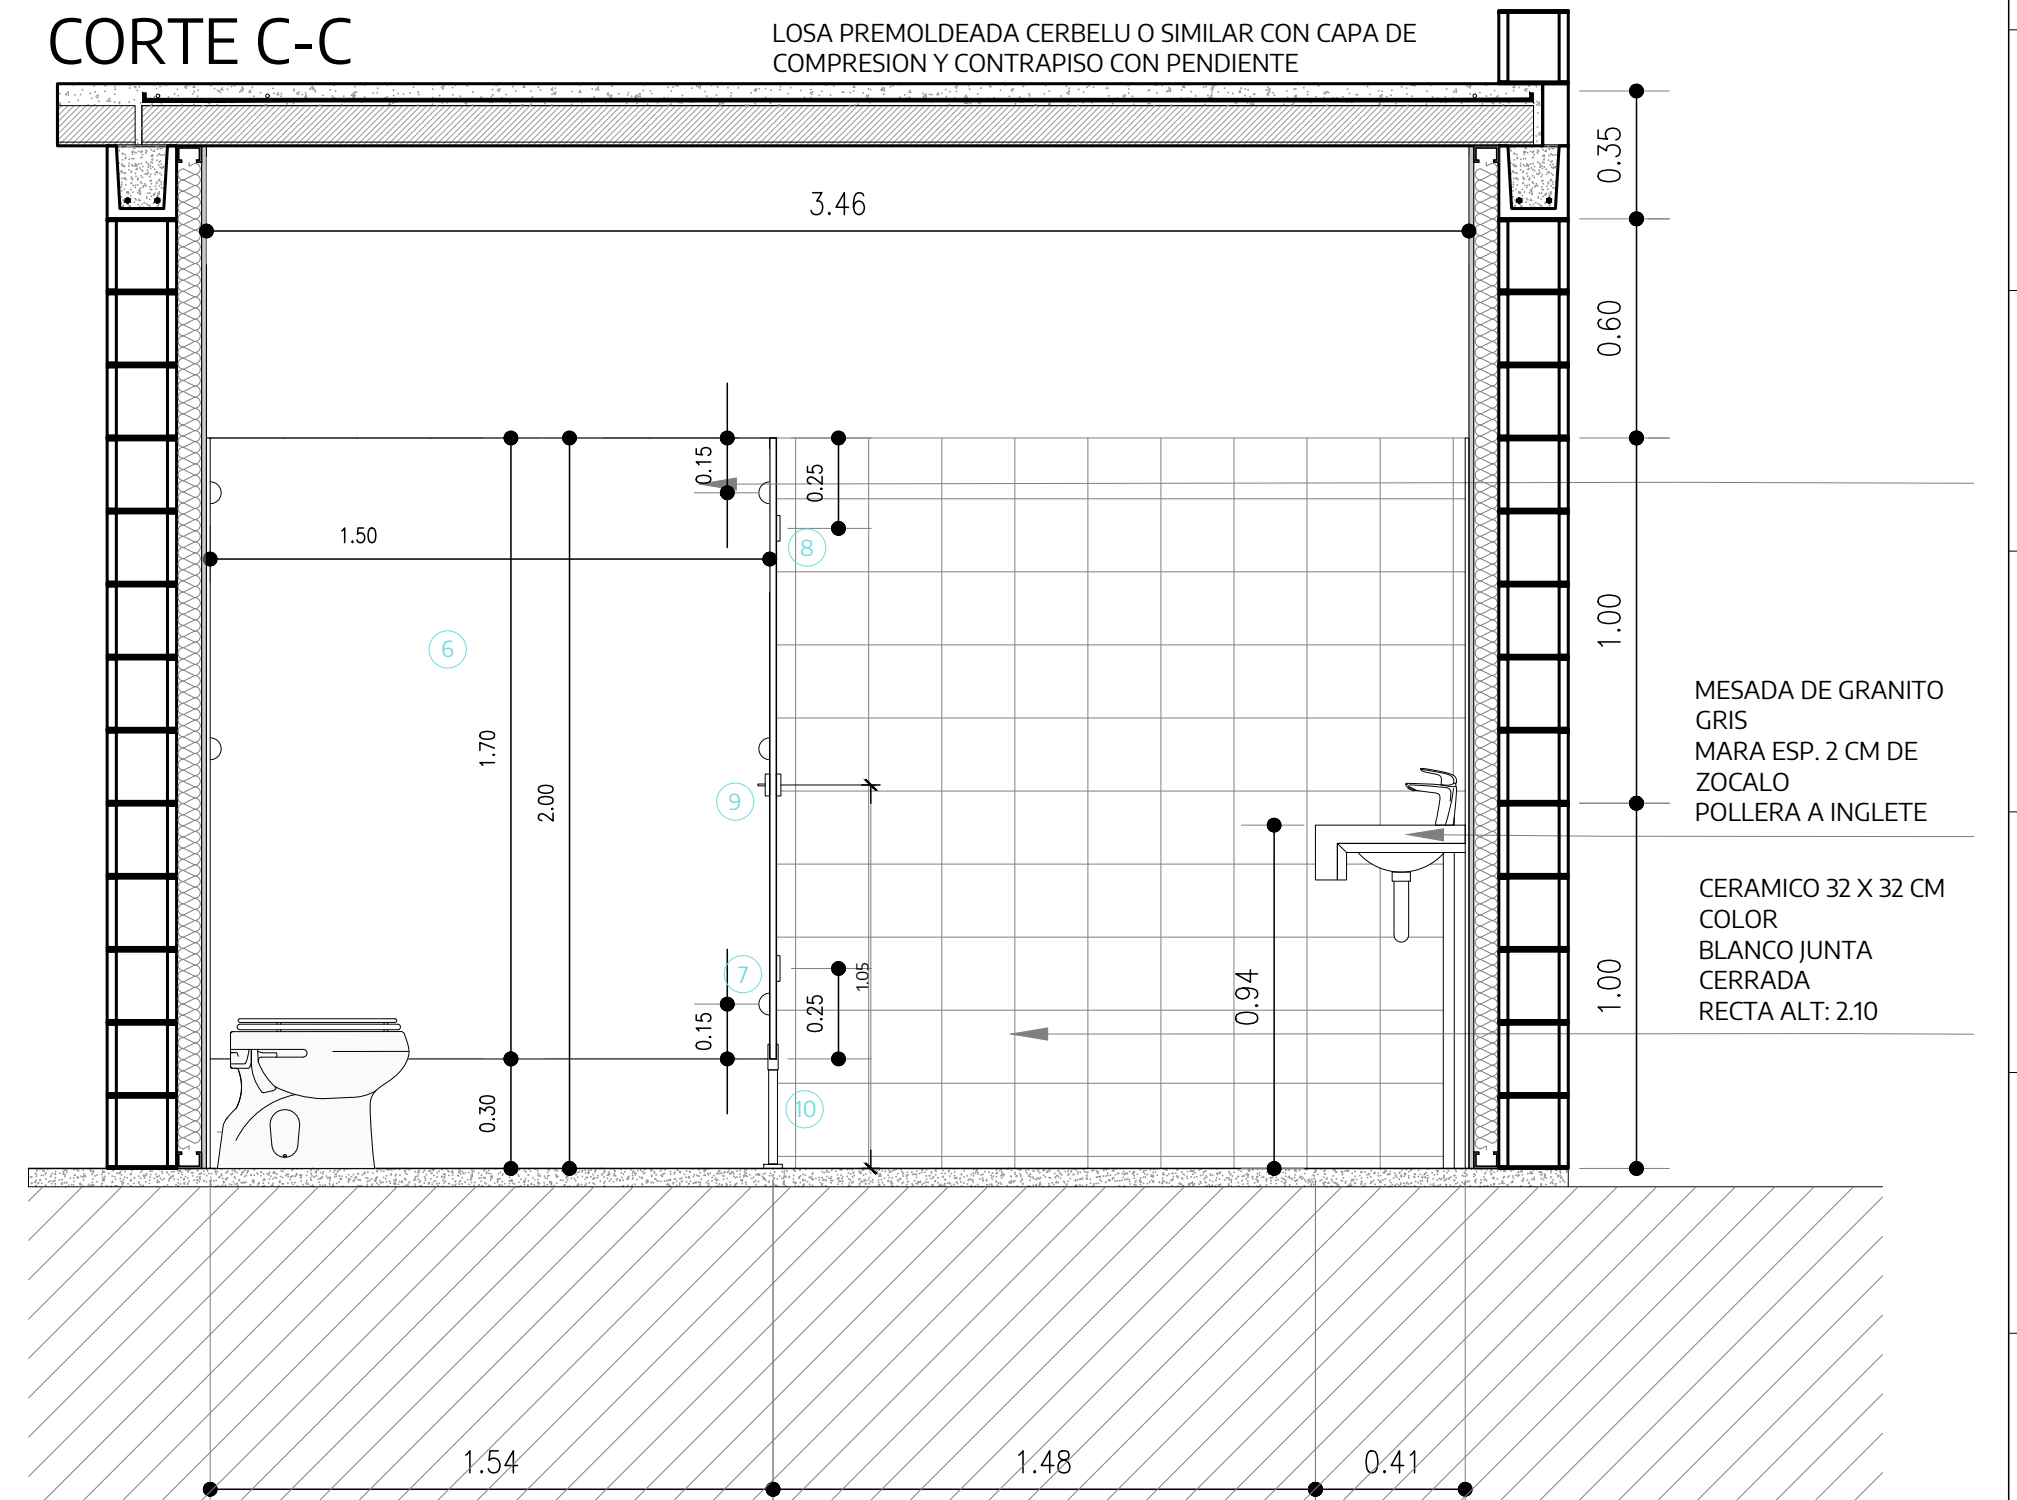 CORTE C-C
LOSA PREMOLDEADA CERBELU O SIMILAR CON CAPA DE
COMPRESION Y CONTRAPISO CON PENDIENTE
0.35
3.46
0.60
0.15
0.25
1.50
8
6
1.00
1.70
2.00
9
MESADA DE GRANITO
GRIS
MARA ESP. 2 CM DE
ZOCALO
POLLERA A INGLETE
CERAMICO 32 X 32 CM
COLOR
BLANCO JUNTA
CERRADA
RECTA ALT: 2.10
7
1.05
0.94
1.00
0.15
0.25
0.30
10
1.54
1.48
0.41